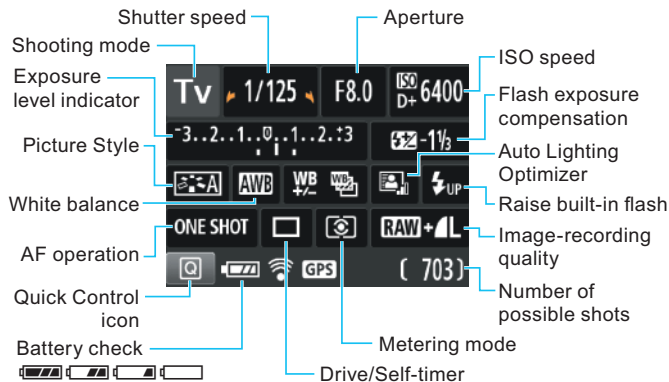 Shutter speed
Aperture
Shooting mode
ISO speed
Exposure
level indicator
Tv 1/125 F8.0 ISO D+ 6400
Flash exposure
compensation
-3..2..1..0..1..2.+3
-1 1/3
Picture Style
Auto Lighting
Optimizer
A AWB WB +/- WB UP
White balance
Raise built-in flash
ONE SHOT RAW+L
AF operation
Image-recording
quality
Q GPS ( 703)
Quick Control
icon
Number of
possible shots
Battery check
Metering mode
Drive/Self-timer